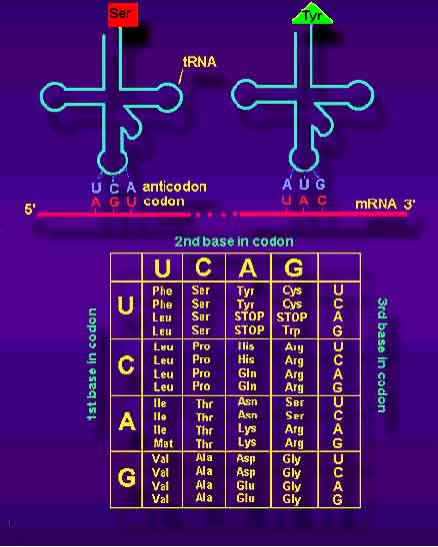 Ser Tyr
tRNA
U C A anticodon A U G
A G U codon U A C
5' mRNA 3'
2nd base in codon
U C A G
1st base in codon
3rd base in codon
U
Phe Ser Tyr Cys U
Phe Ser Tyr Cys C
Leu Ser STOP STOP A
Leu Ser STOP Trp G
C
Leu Pro His Arg U
Leu Pro His Arg C
Leu Pro Gln Arg A
Leu Pro Gln Arg G
A
Ile Thr Asn Ser U
Ile Thr Asn Ser C
Ile Thr Lys Arg A
Met Thr Lys Arg G
G
Val Ala Asp Gly U
Val Ala Asp Gly C
Val Ala Glu Gly A
Val Ala Glu Gly G